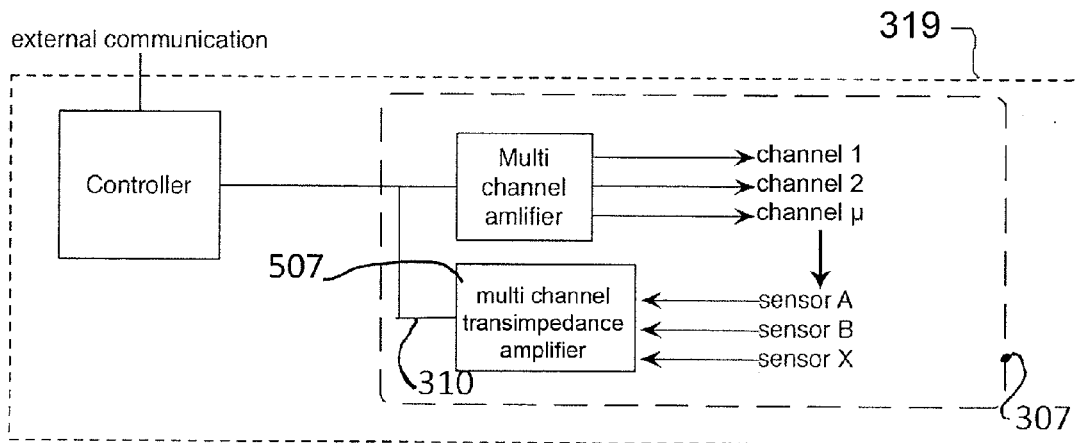 319
external communication
Controller
Multi
channel
amlifier
channel 1
channel 2
channel µ
507
multi channel
transimpedance
amplifier
sensor A
sensor B
sensor X
310
307